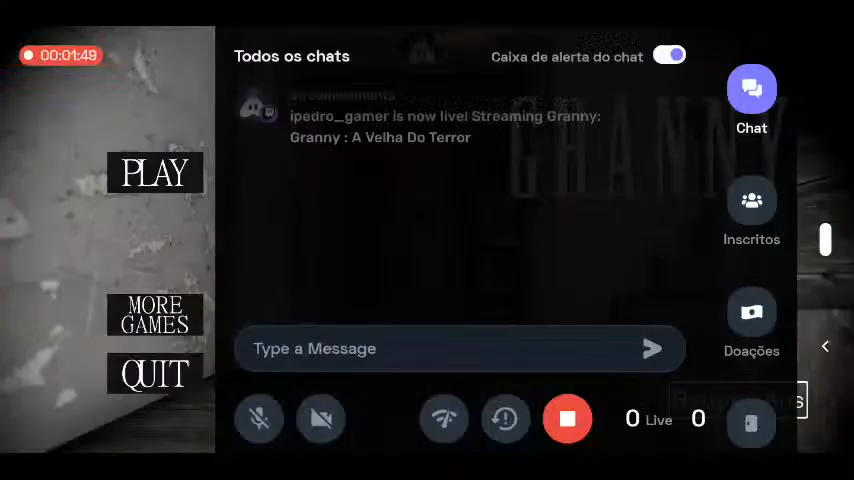 00:01:49
Todos os chats
Caixa de alerta do chat
ipedro_gamer is now live! Streaming Granny:
Granny : A Velha Do Terror
GRANNY
Chat
PLAY
Inscritos
MORE
GAMES
Type a Message
Doações
QUIT
0 Live 0